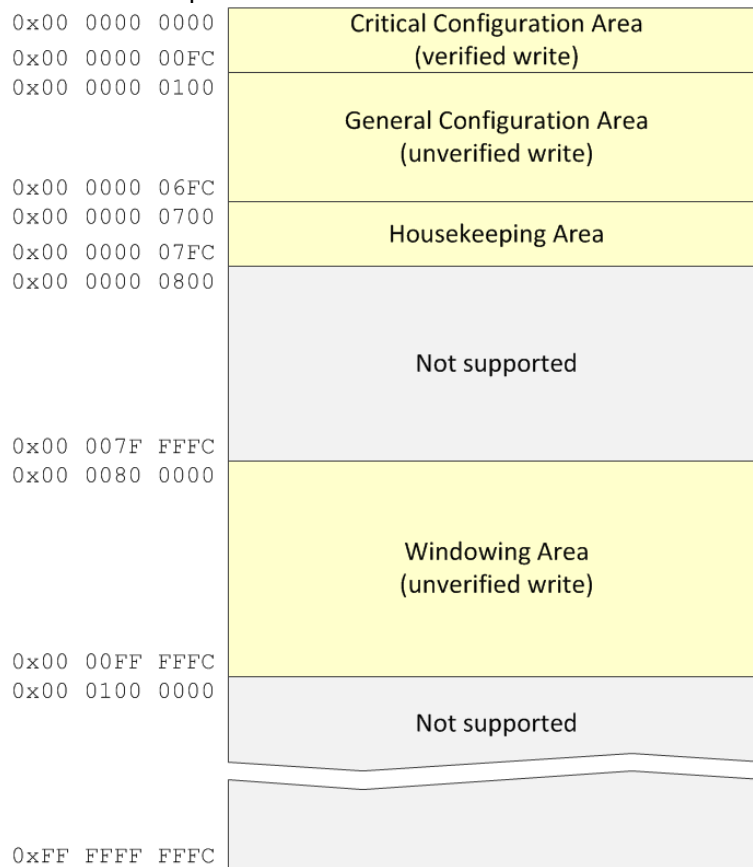 0x00 0000 0000
Critical Configuration Area
(verified write)
0x00 0000 00FC
0x00 0000 0100
General Configuration Area
(unverified write)
0x00 0000 06FC
0x00 0000 0700
Housekeeping Area
0x00 0000 07FC
0x00 0000 0800
Not supported
0x00 007F FFFC
0x00 0080 0000
Windowing Area
(unverified write)
0x00 00FF FFFC
0x00 0100 0000
Not supported
0xFF FFFF FFFC